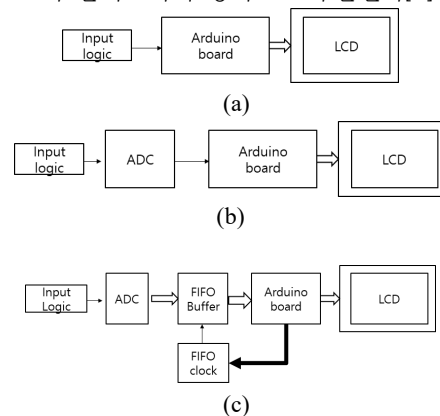 Input
logic
Arduino
board
LCD
(a)
Input
logic
ADC
Arduino
board
LCD
(b)
Input
Logic
ADC
FIFO
Buffer
Arduino
board
LCD
FIFO
clock
(c)